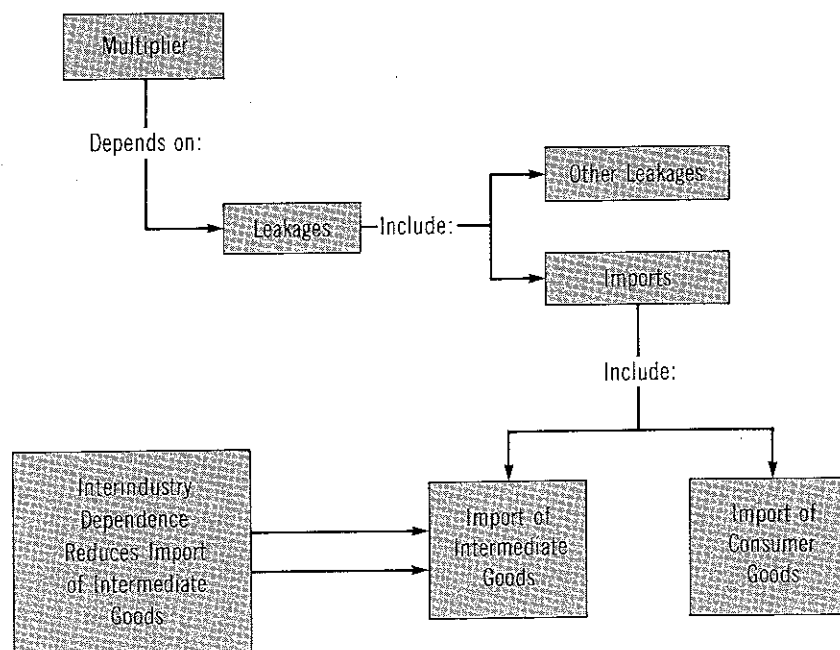 Multiplier
Depends on:
Other Leakages
Leakages
Include:
Imports
Include:
Interindustry
Dependence
Reduces Import
of Intermediate
Goods
Import of
Intermediate
Goods
Import of
Consumer
Goods